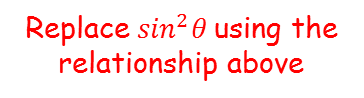 Replace sin²θ using the
relationship above